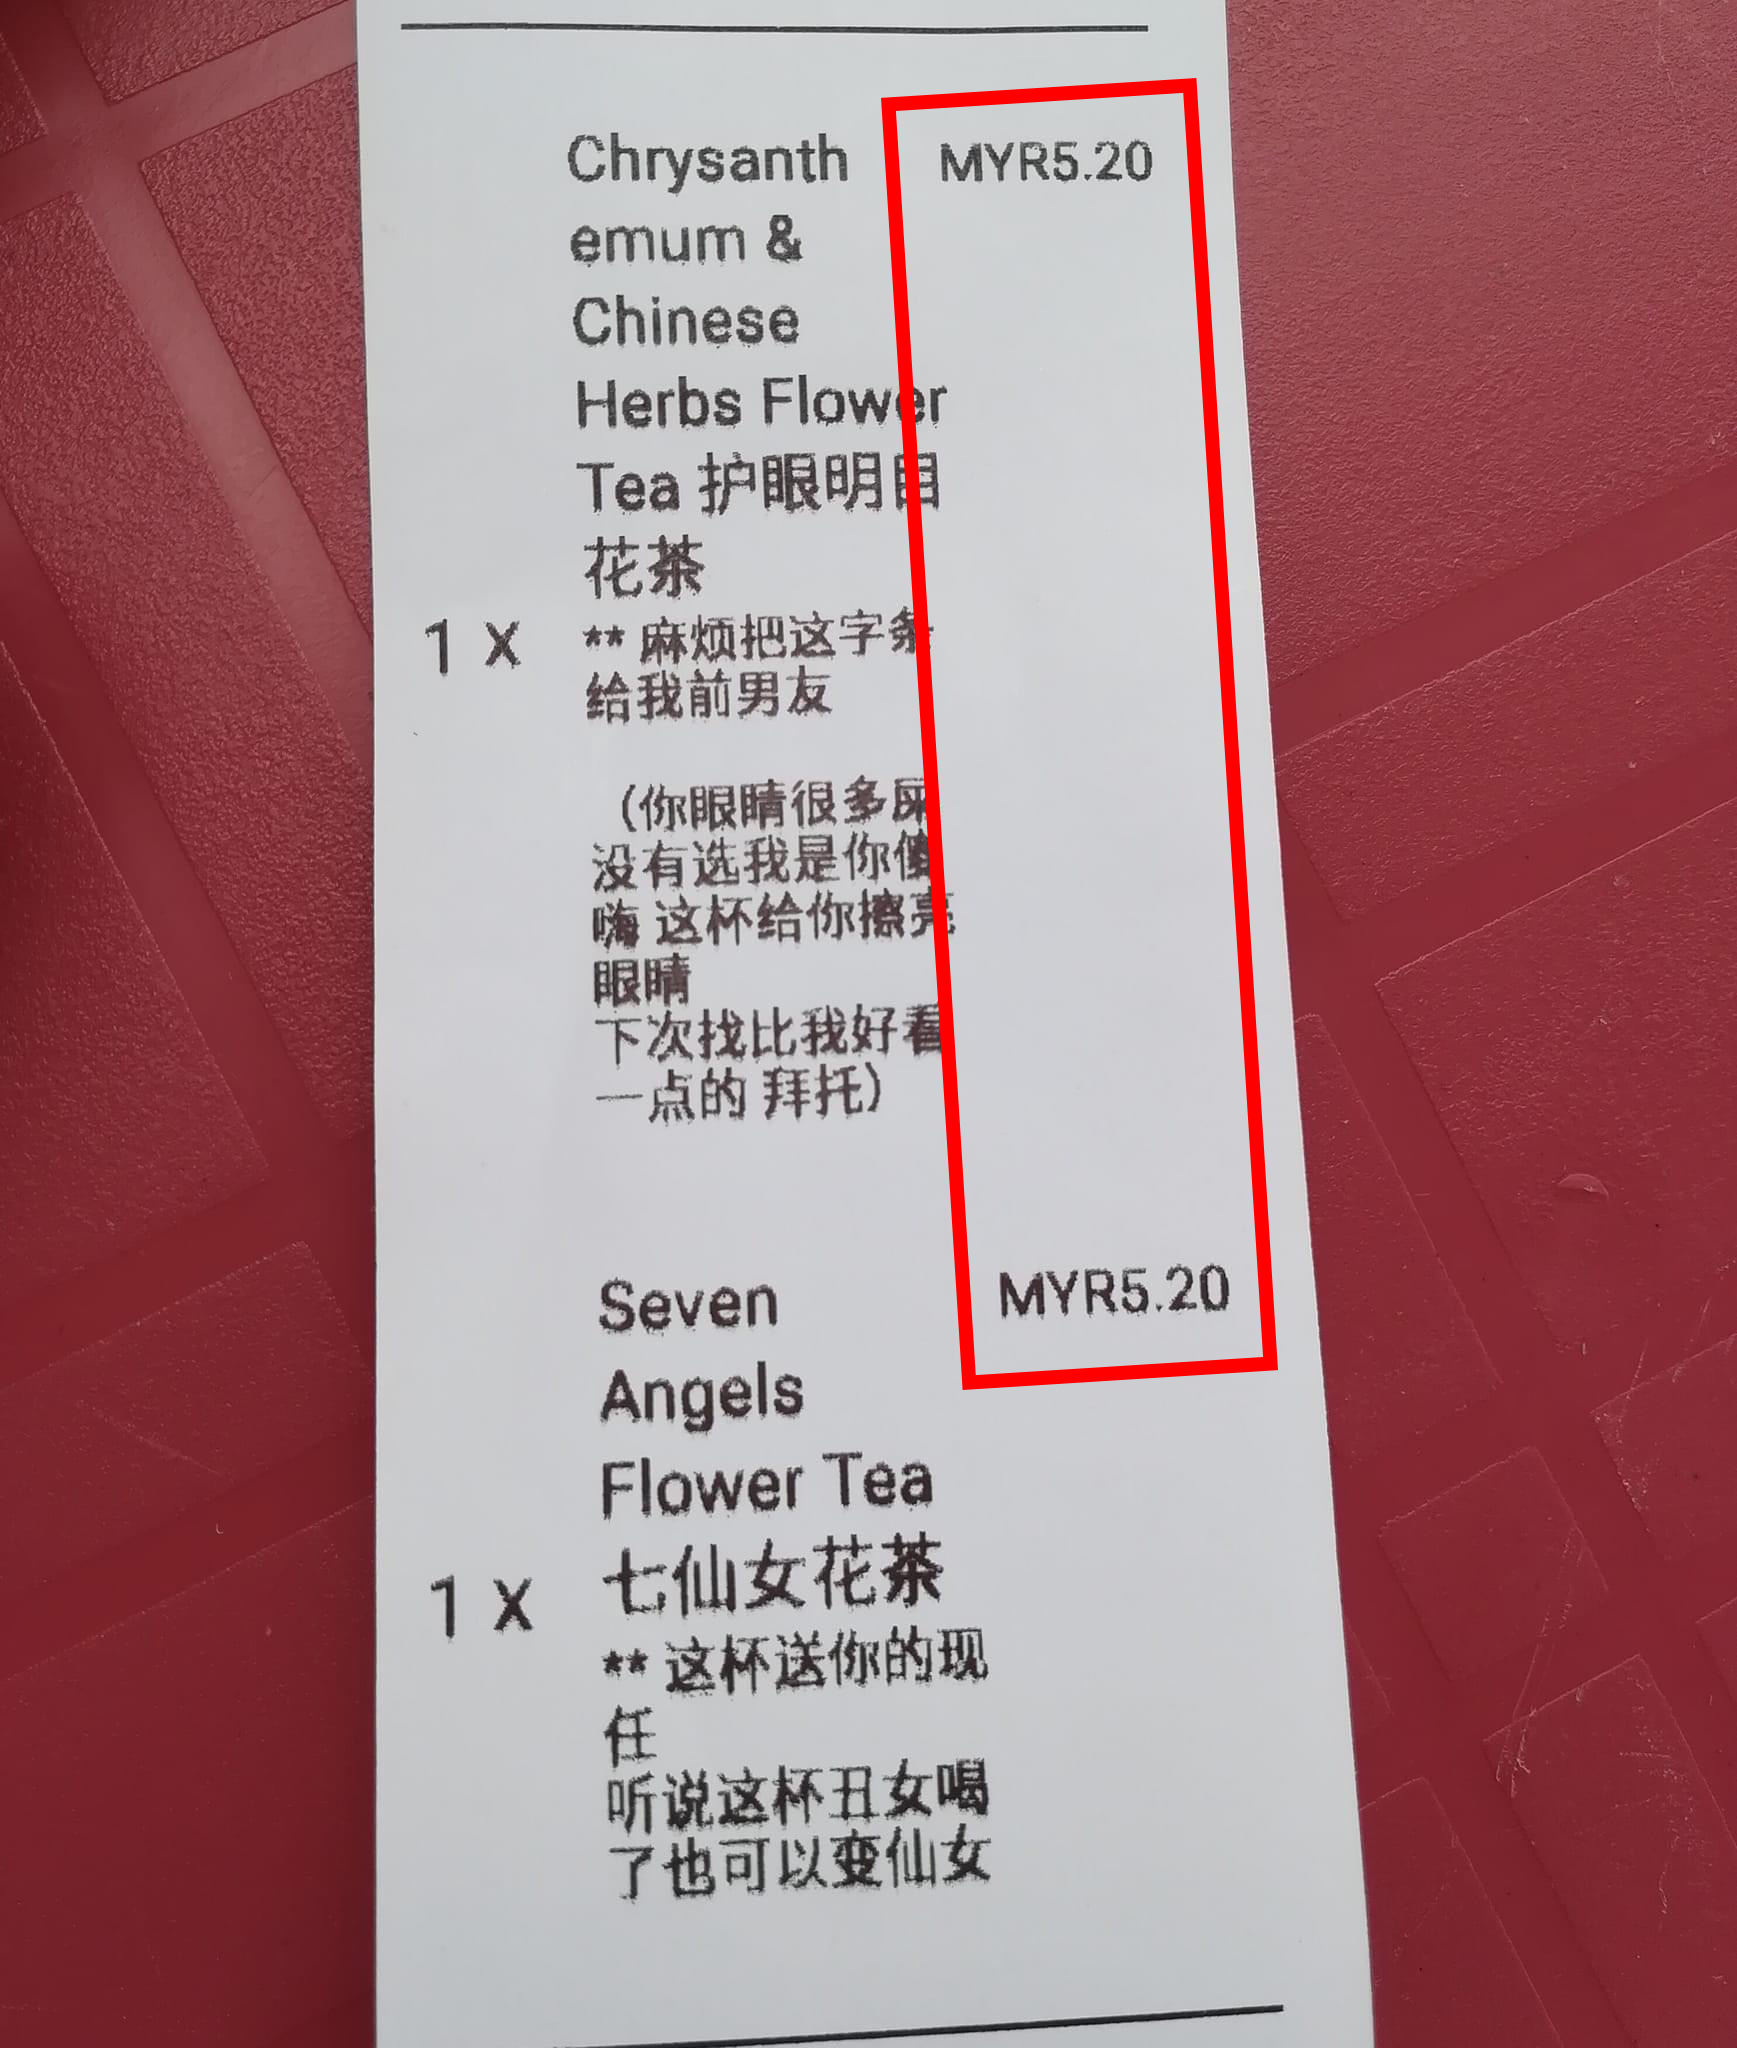 Chrysanth MYR5.20
emum &
Chinese
Herbs Flower
Tea 护眼明目
花茶
1 X
** 麻烦把这字条
给我前男友
（你眼睛很多屎
没有选我是你傻
嗨 这杯给你擦亮
眼睛
下次找比我好看
一点的 拜托）
Seven MYR5.20
Angels
Flower Tea
七仙女花茶
1 X
** 这杯送你的现
任
听说这杯丑女喝
了也可以变仙女